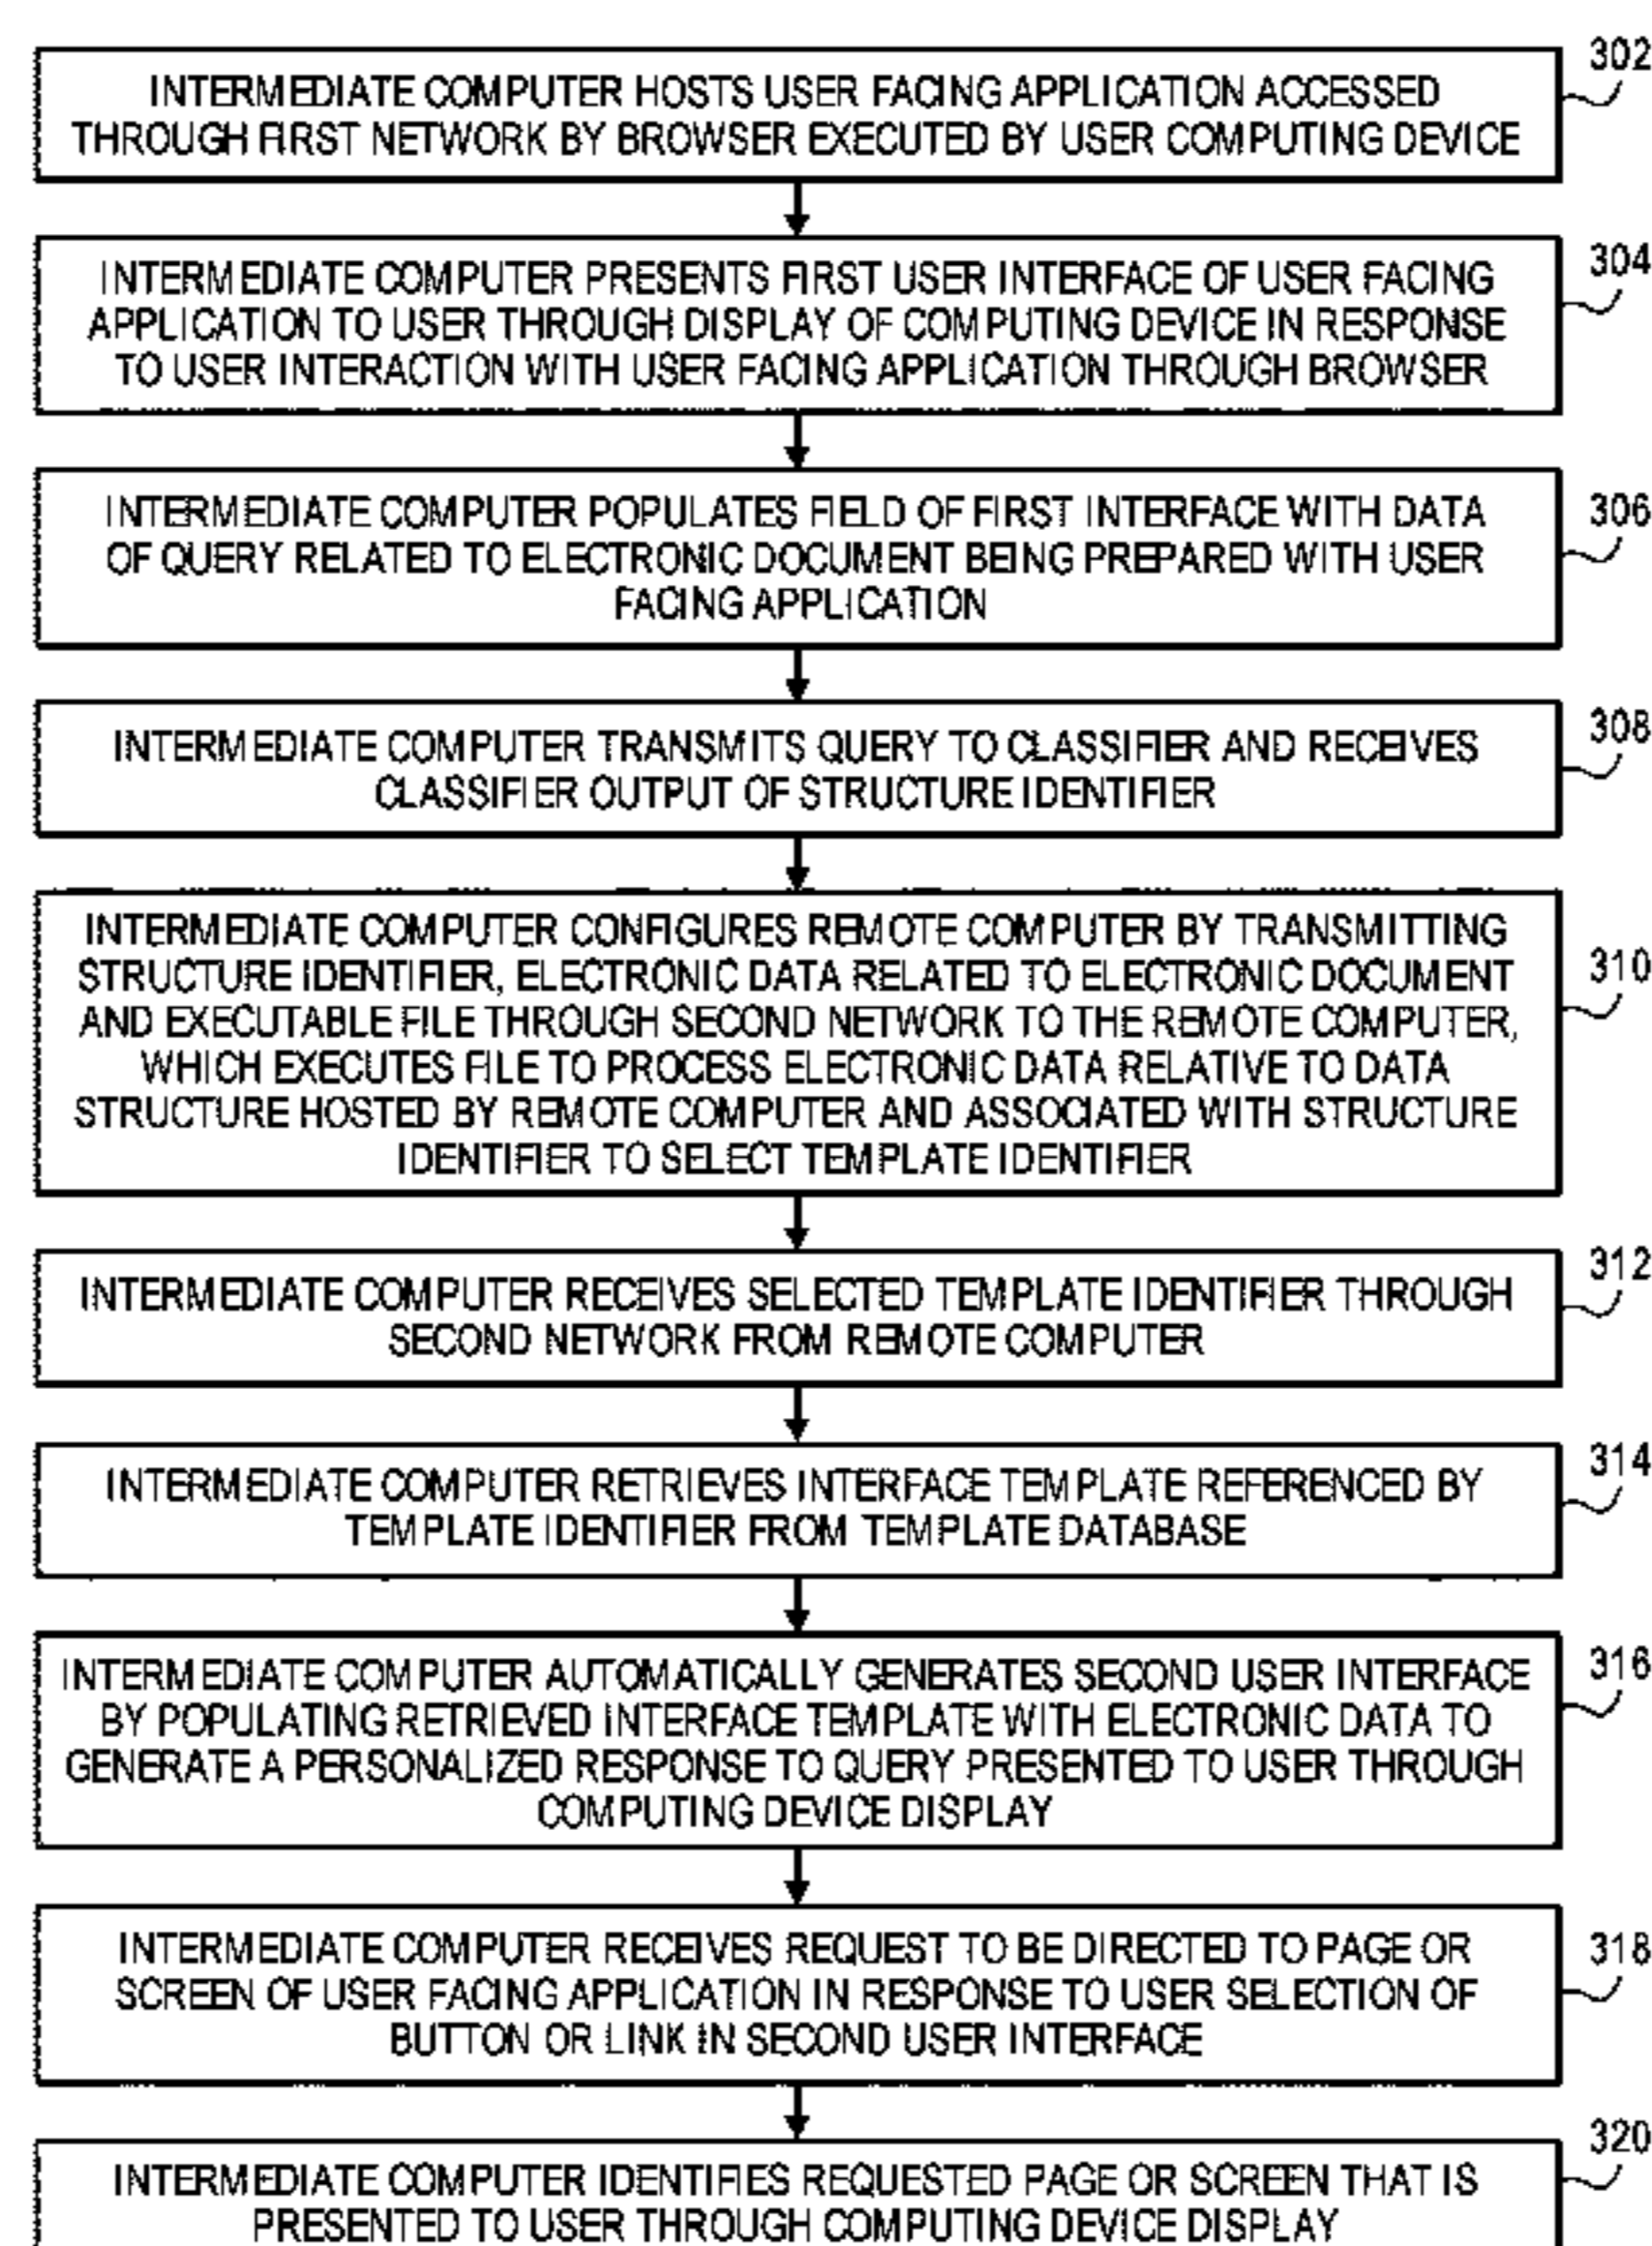 302
INTERMEDIATE COMPUTER HOSTS USER FACING APPLICATION ACCESSED
THROUGH FIRST NETWORK BY BROWSER EXECUTED BY USER COMPUTING DEVICE
304
INTERMEDIATE COMPUTER PRESENTS FIRST USER INTERFACE OF USER FACING
APPLICATION TO USER THROUGH DISPLAY OF COMPUTING DEVICE IN RESPONSE
TO USER INTERACTION WITH USER FACING APPLICATION THROUGH BROWSER
306
INTERMEDIATE COMPUTER POPULATES FIELD OF FIRST INTERFACE WITH DATA
OF QUERY RELATED TO ELECTRONIC DOCUMENT BEING PREPARED WITH USER
FACING APPLICATION
308
INTERMEDIATE COMPUTER TRANSMITS QUERY TO CLASSIFIER AND RECEIVES
CLASSIFIER OUTPUT OF STRUCTURE IDENTIFIER
310
INTERMEDIATE COMPUTER CONFIGURES REMOTE COMPUTER BY TRANSMITTING
STRUCTURE IDENTIFIER, ELECTRONIC DATA RELATED TO ELECTRONIC DOCUMENT
AND EXECUTABLE FILE THROUGH SECOND NETWORK TO THE REMOTE COMPUTER,
WHICH EXECUTES FILE TO PROCESS ELECTRONIC DATA RELATIVE TO DATA
STRUCTURE HOSTED BY REMOTE COMPUTER AND ASSOCIATED WITH STRUCTURE
IDENTIFIER TO SELECT TEMPLATE IDENTIFIER
312
INTERMEDIATE COMPUTER RECEIVES SELECTED TEMPLATE IDENTIFIER THROUGH
SECOND NETWORK FROM REMOTE COMPUTER
314
INTERMEDIATE COMPUTER RETRIEVES INTERFACE TEMPLATE REFERENCED BY
TEMPLATE IDENTIFIER FROM TEMPLATE DATABASE
316
INTERMEDIATE COMPUTER AUTOMATICALLY GENERATES SECOND USER INTERFACE
BY POPULATING RETRIEVED INTERFACE TEMPLATE WITH ELECTRONIC DATA TO
GENERATE A PERSONALIZED RESPONSE TO QUERY PRESENTED TO USER THROUGH
COMPUTING DEVICE DISPLAY
318
INTERMEDIATE COMPUTER RECEIVES REQUEST TO BE DIRECTED TO PAGE OR
SCREEN OF USER FACING APPLICATION IN RESPONSE TO USER SELECTION OF
BUTTON OR LINK IN SECOND USER INTERFACE
320
INTERMEDIATE COMPUTER IDENTIFIES REQUESTED PAGE OR SCREEN THAT IS
PRESENTED TO USER THROUGH COMPUTING DEVICE DISPLAY